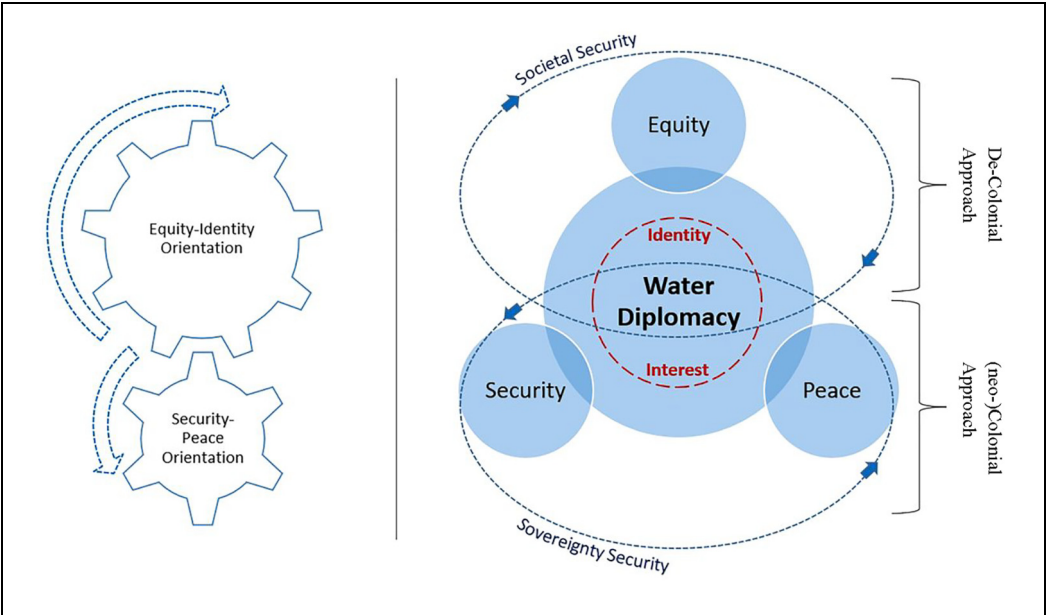 Equity-Identity
Orientation
Security-
Peace
Orientation
Societal Security
Equity
Identity
Water
Diplomacy
Interest
Security
Peace
Sovereignty Security
De-Colonial
Approach
(neo-)Colonial
Approach